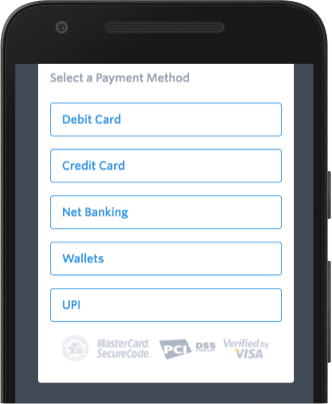 Select a Payment Method
Debit Card
Credit Card
Net Banking
Wallets
UPI
MasterCard.
SecureCode.
PCI
DSS
Verified by
VISA